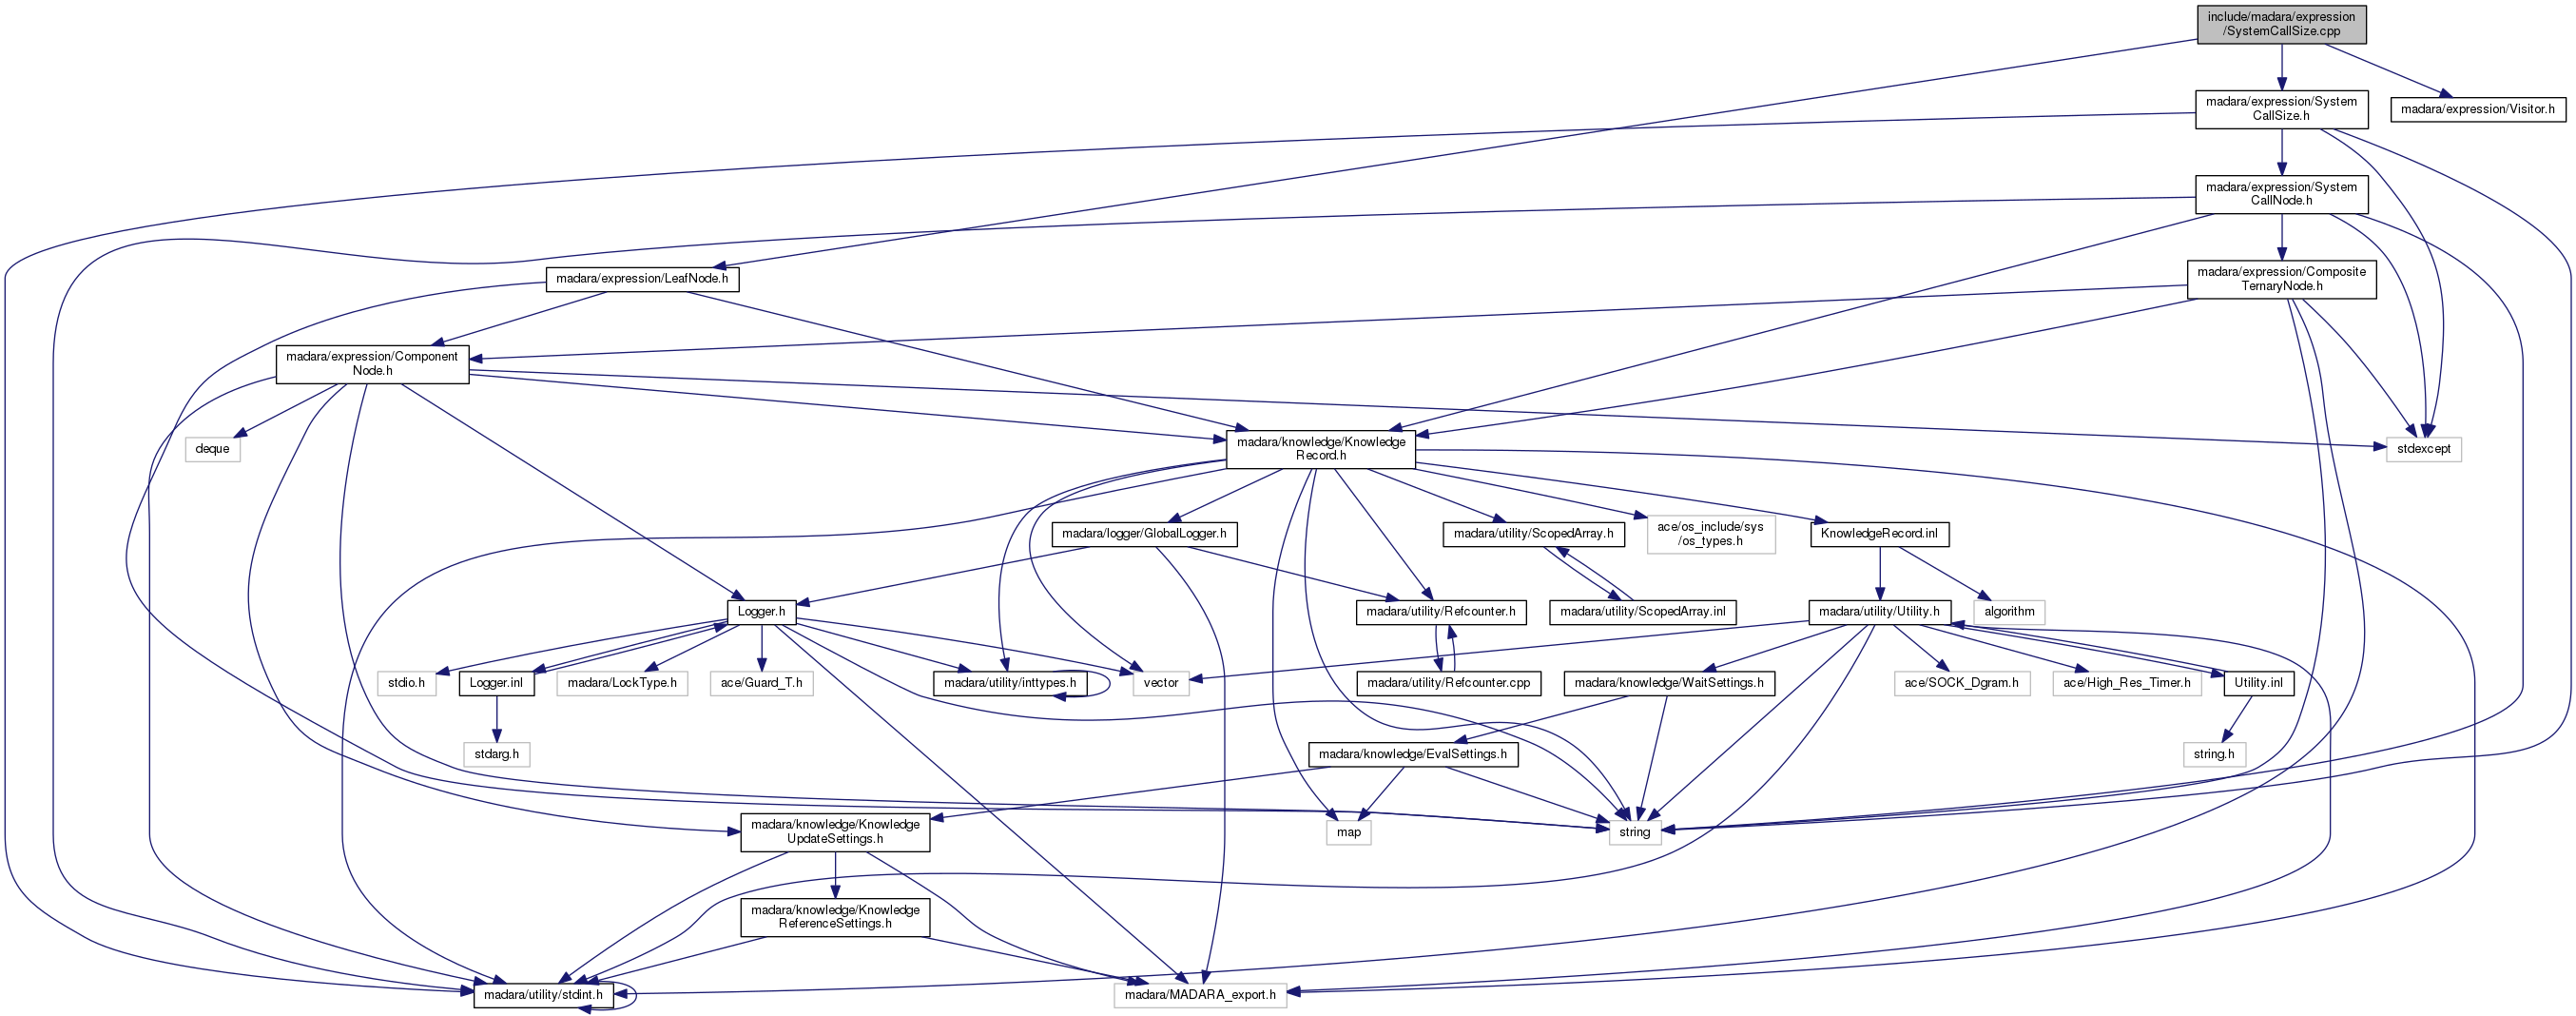 include/madara/expression
/SystemCallSize.cpp
madara/expression/System
CallSize.h
madara/expression/Visitor.h
madara/expression/System
CallNode.h
madara/expression/LeafNode.h
madara/expression/Composite
TernaryNode.h
madara/expression/Component
Node.h
deque
madara/knowledge/Knowledge
Record.h
stdexcept
madara/logger/GlobalLogger.h
madara/utility/ScopedArray.h
ace/os_include/sys
/os_types.h
KnowledgeRecord.inl
Logger.h
madara/utility/Refcounter.h
madara/utility/ScopedArray.inl
madara/utility/Utility.h
algorithm
stdio.h
Logger.inl
madara/LockType.h
ace/Guard_T.h
madara/utility/inttypes.h
vector
madara/utility/Refcounter.cpp
madara/knowledge/WaitSettings.h
ace/SOCK_Dgram.h
ace/High_Res_Timer.h
Utility.inl
stdarg.h
madara/knowledge/EvalSettings.h
string.h
madara/knowledge/Knowledge
UpdateSettings.h
map
string
madara/knowledge/Knowledge
ReferenceSettings.h
madara/utility/stdint.h
madara/MADARA_export.h